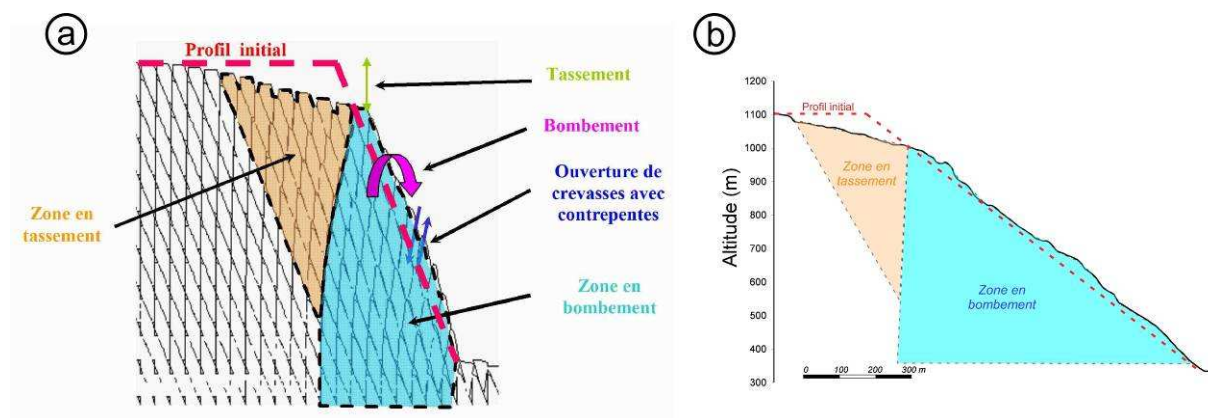 a
Profil initial
Tassement
Bombement
Ouverture de
crevasses avec
contrepentes
Zone en
tassement
Zone en
bombement
b
1200
1100
1000
900
800
700
600
500
400
300
Altitude (m)
Profil initial
Zone en
tassement
Zone en
bombement
0 100 200 300 m